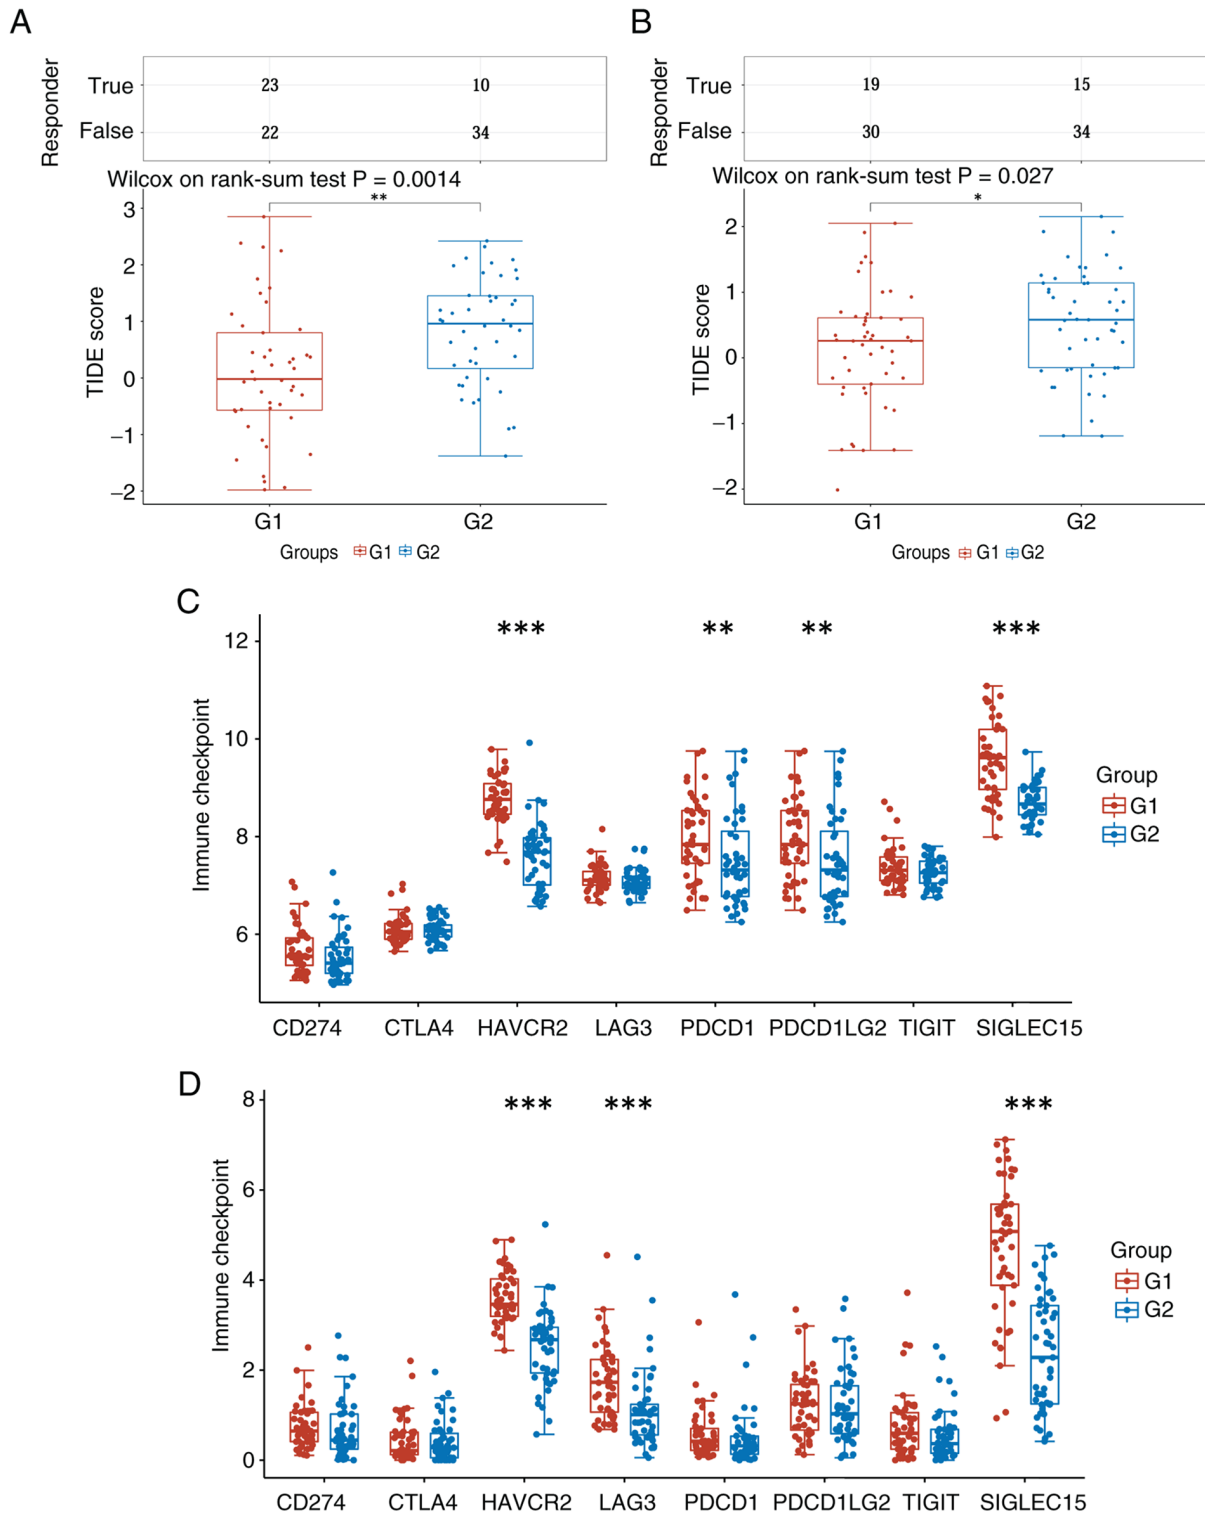 A
Responder
True 23 10
False 22 34
Wilcox on rank-sum test P = 0.0014
**
TIDE score
3
2
1
0
−1
−2
G1 G2
Groups G1 G2
B
Responder
True 19 15
False 30 34
Wilcox on rank-sum test P = 0.027
*
TIDE score
2
1
0
−1
−2
G1 G2
Groups G1 G2
C
*** ** ** ***
Immune checkpoint
12
10
8
6
CD274 CTLA4 HAVCR2 LAG3 PDCD1 PDCD1LG2 TIGIT SIGLEC15
Group
G1
G2
D
*** *** ***
Immune checkpoint
8
6
4
2
0
CD274 CTLA4 HAVCR2 LAG3 PDCD1 PDCD1LG2 TIGIT SIGLEC15
Group
G1
G2